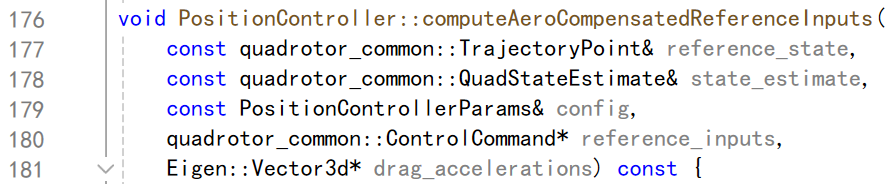 176 void PositionController::computeAeroCompensatedReferenceInputs(
177 const quadrotor_common::TrajectoryPoint& reference_state,
178 const quadrotor_common::QuadStateEstimate& state_estimate,
179 const PositionControllerParams& config,
180 quadrotor_common::ControlCommand* reference_inputs,
181 Eigen::Vector3d* drag_accelerations) const {